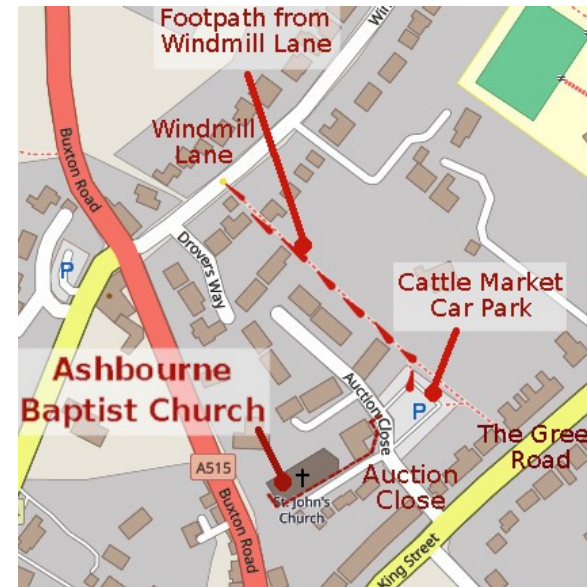 Footpath from
Windmill Lane
Windmill
Lane
Buxton Road
P
Drovers Way
Cattle Market
Car Park
Ashbourne
Baptist Church
Auction Close
P
The Gree
Road
A515
Auction
Close
St. John's
Church
Buxton Road
King Street